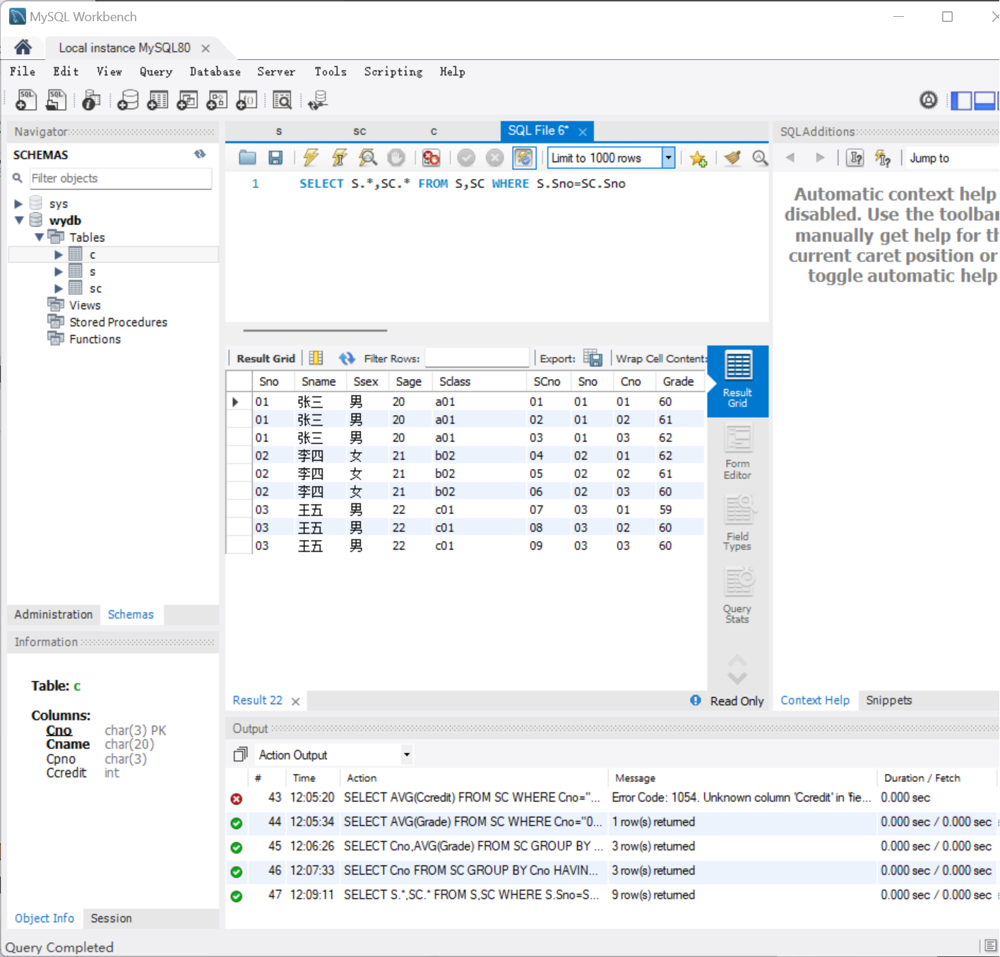 MySQL Workbench
Local instance MySQL80
File Edit View Query Database Server Tools Scripting Help
Navigator
SCHEMAS
Filter objects
sys
wydb
Tables
c
s
sc
Views
Stored Procedures
Functions
Administration Schemas
Information
Table: c
Columns:
Cno char(3) PK
Cname char(20)
Cpno char(3)
Ccredit int
Object Info Session
s sc c SQL File 6*
Limit to 1000 rows
1 SELECT S.*,SC.* FROM S,SC WHERE S.Sno=SC.Sno
Result Grid Filter Rows: Export: Wrap Cell Content:
Sno Sname Ssex Sage Sclass SCno Sno Cno Grade
01 张三 男 20 a01 01 01 01 60
01 张三 男 20 a01 02 01 02 61
01 张三 男 20 a01 03 01 03 62
02 李四 女 21 b02 04 02 01 62
02 李四 女 21 b02 05 02 02 61
02 李四 女 21 b02 06 02 03 60
03 王五 男 22 c01 07 03 01 59
03 王五 男 22 c01 08 03 02 60
03 王五 男 22 c01 09 03 03 60
Result
Grid
Form
Editor
Field
Types
Query
Stats
Result 22
Read Only
SQLAdditions
Jump to
Automatic context help
disabled. Use the toolbar
manually get help for th
current caret position or
toggle automatic help
Context Help Snippets
Output
Action Output
# Time Action Message Duration / Fetch
43 12:05:20 SELECT AVG(Ccredit) FROM SC WHERE Cno="... Error Code: 1054. Unknown column 'Ccredit' in 'fie... 0.000 sec
44 12:05:34 SELECT AVG(Grade) FROM SC WHERE Cno="0... 1 row(s) returned 0.000 sec / 0.000 sec
45 12:06:26 SELECT Cno,AVG(Grade) FROM SC GROUP BY ... 3 row(s) returned 0.000 sec / 0.000 sec
46 12:07:33 SELECT Cno FROM SC GROUP BY Cno HAVIN... 3 row(s) returned 0.000 sec / 0.000 sec
47 12:09:11 SELECT S.*,SC.* FROM S,SC WHERE S.Sno=S... 9 row(s) returned 0.000 sec / 0.000 sec
Query Completed